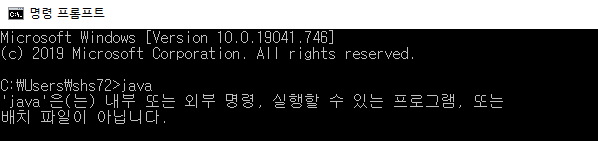 명령 프롬프트
Microsoft Windows [Version 10.0.19041.746]
(c) 2019 Microsoft Corporation. All rights reserved.
C:₩Users₩shs72>java
'java'은(는) 내부 또는 외부 명령, 실행할 수 있는 프로그램, 또는
배치 파일이 아닙니다.